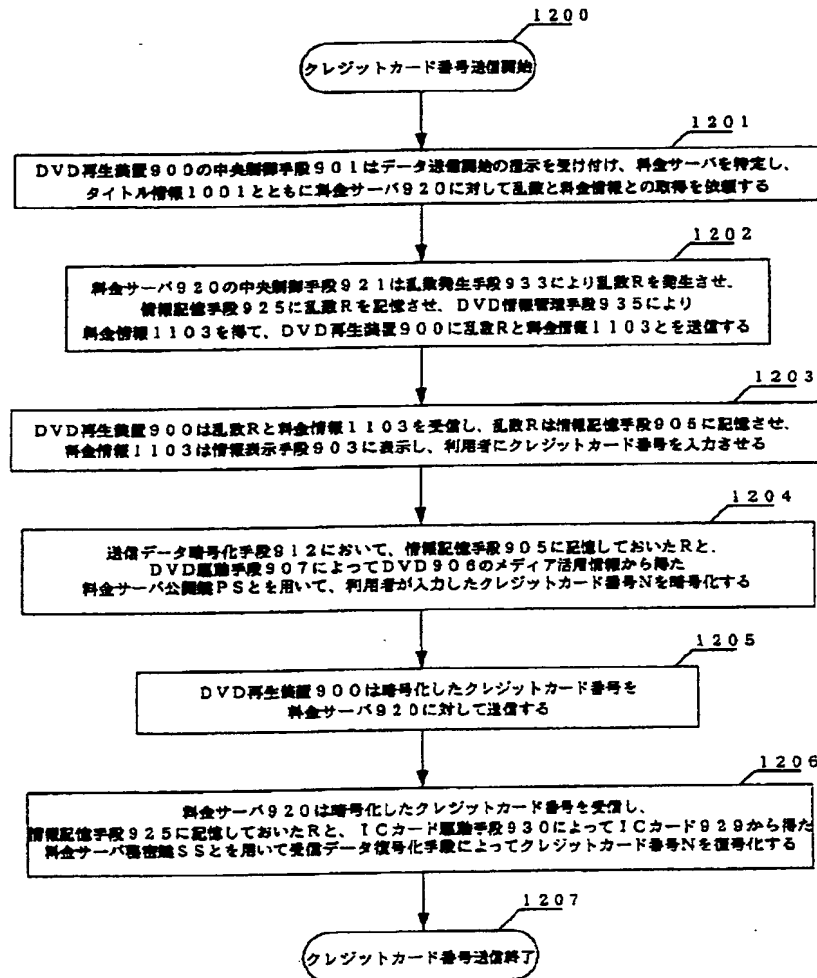 1200
クレジットカード番号送信開始
1201
DVD再生装置900の中央制御手段901はデータ送信開始の指示を受け付け、料金サーバを特定し、
タイトル情報1001とともに料金サーバ920に対して乱数と料金情報との取得を依頼する
1202
料金サーバ920の中央制御手段921は乱数発生手段933により乱数Rを発生させ、
情報記憶手段925に乱数Rを記憶させ、DVD情報管理手段935により
料金情報1103を得て、DVD再生装置900に乱数Rと料金情報1103とを送信する
1203
DVD再生装置900は乱数Rと料金情報1103を受信し、乱数Rは情報記憶手段905に記憶させ、
料金情報1103は情報表示手段903に表示し、利用者にクレジットカード番号を入力させる
1204
送信データ暗号化手段912において、情報記憶手段905に記憶しておいたRと、
DVD駆動手段907によってDVD906のメディア活用情報から得た
料金サーバ公開鍵PSとを用いて、利用者が入力したクレジットカード番号Nを暗号化する
1205
DVD再生装置900は暗号化したクレジットカード番号を
料金サーバ920に対して送信する
1206
料金サーバ920は暗号化したクレジットカード番号を受信し、
情報記憶手段925に記憶しておいたRと、ICカード駆動手段930によってICカード929から得た
料金サーバ秘密鍵SSとを用いて受信データ復号化手段によってクレジットカード番号Nを復号化する
1207
クレジットカード番号送信終了